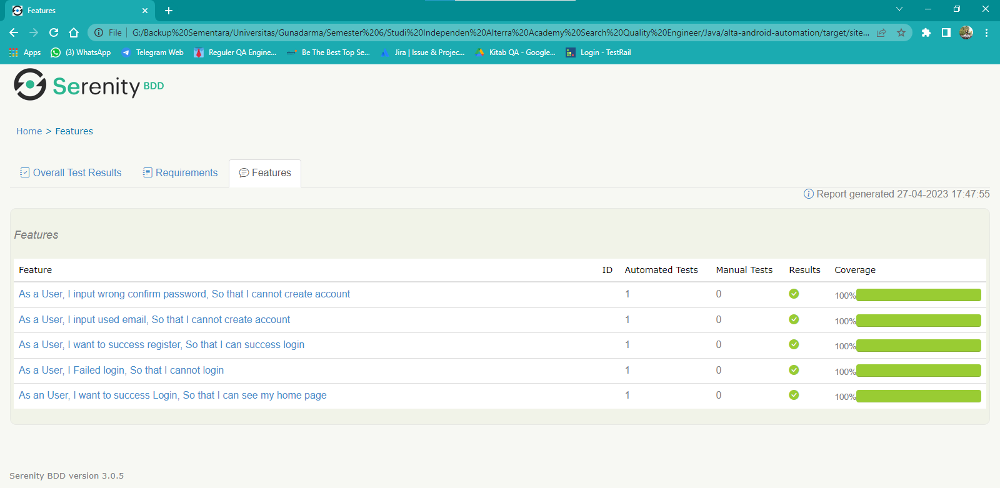 Features
File
G:/Backup%20Sementara/Universitas/Gunadarma/Semester%206/Studi%20Independen%20Alterra%20Academy%20Search%20Quality%20Engineer/Java/alta-android-automation/target/site...
Apps
(3) WhatsApp
Telegram Web
Reguler QA Engine...
Be The Best Top Se...
Jira | Issue & Projec...
Kitab QA - Google...
Login - TestRail
Serenity BDD
Home > Features
Overall Test Results
Requirements
Features
Report generated 27-04-2023 17:47:55
Features
Feature ID Automated Tests Manual Tests Results Coverage
As a User, I input wrong confirm password, So that I cannot create account 1 0 100%
As a User, I input used email, So that I cannot create account 1 0 100%
As a User, I want to success register, So that I can success login 1 0 100%
As a User, I Failed login, So that I cannot login 1 0 100%
As an User, I want to success Login, So that I can see my home page 1 0 100%
Serenity BDD version 3.0.5